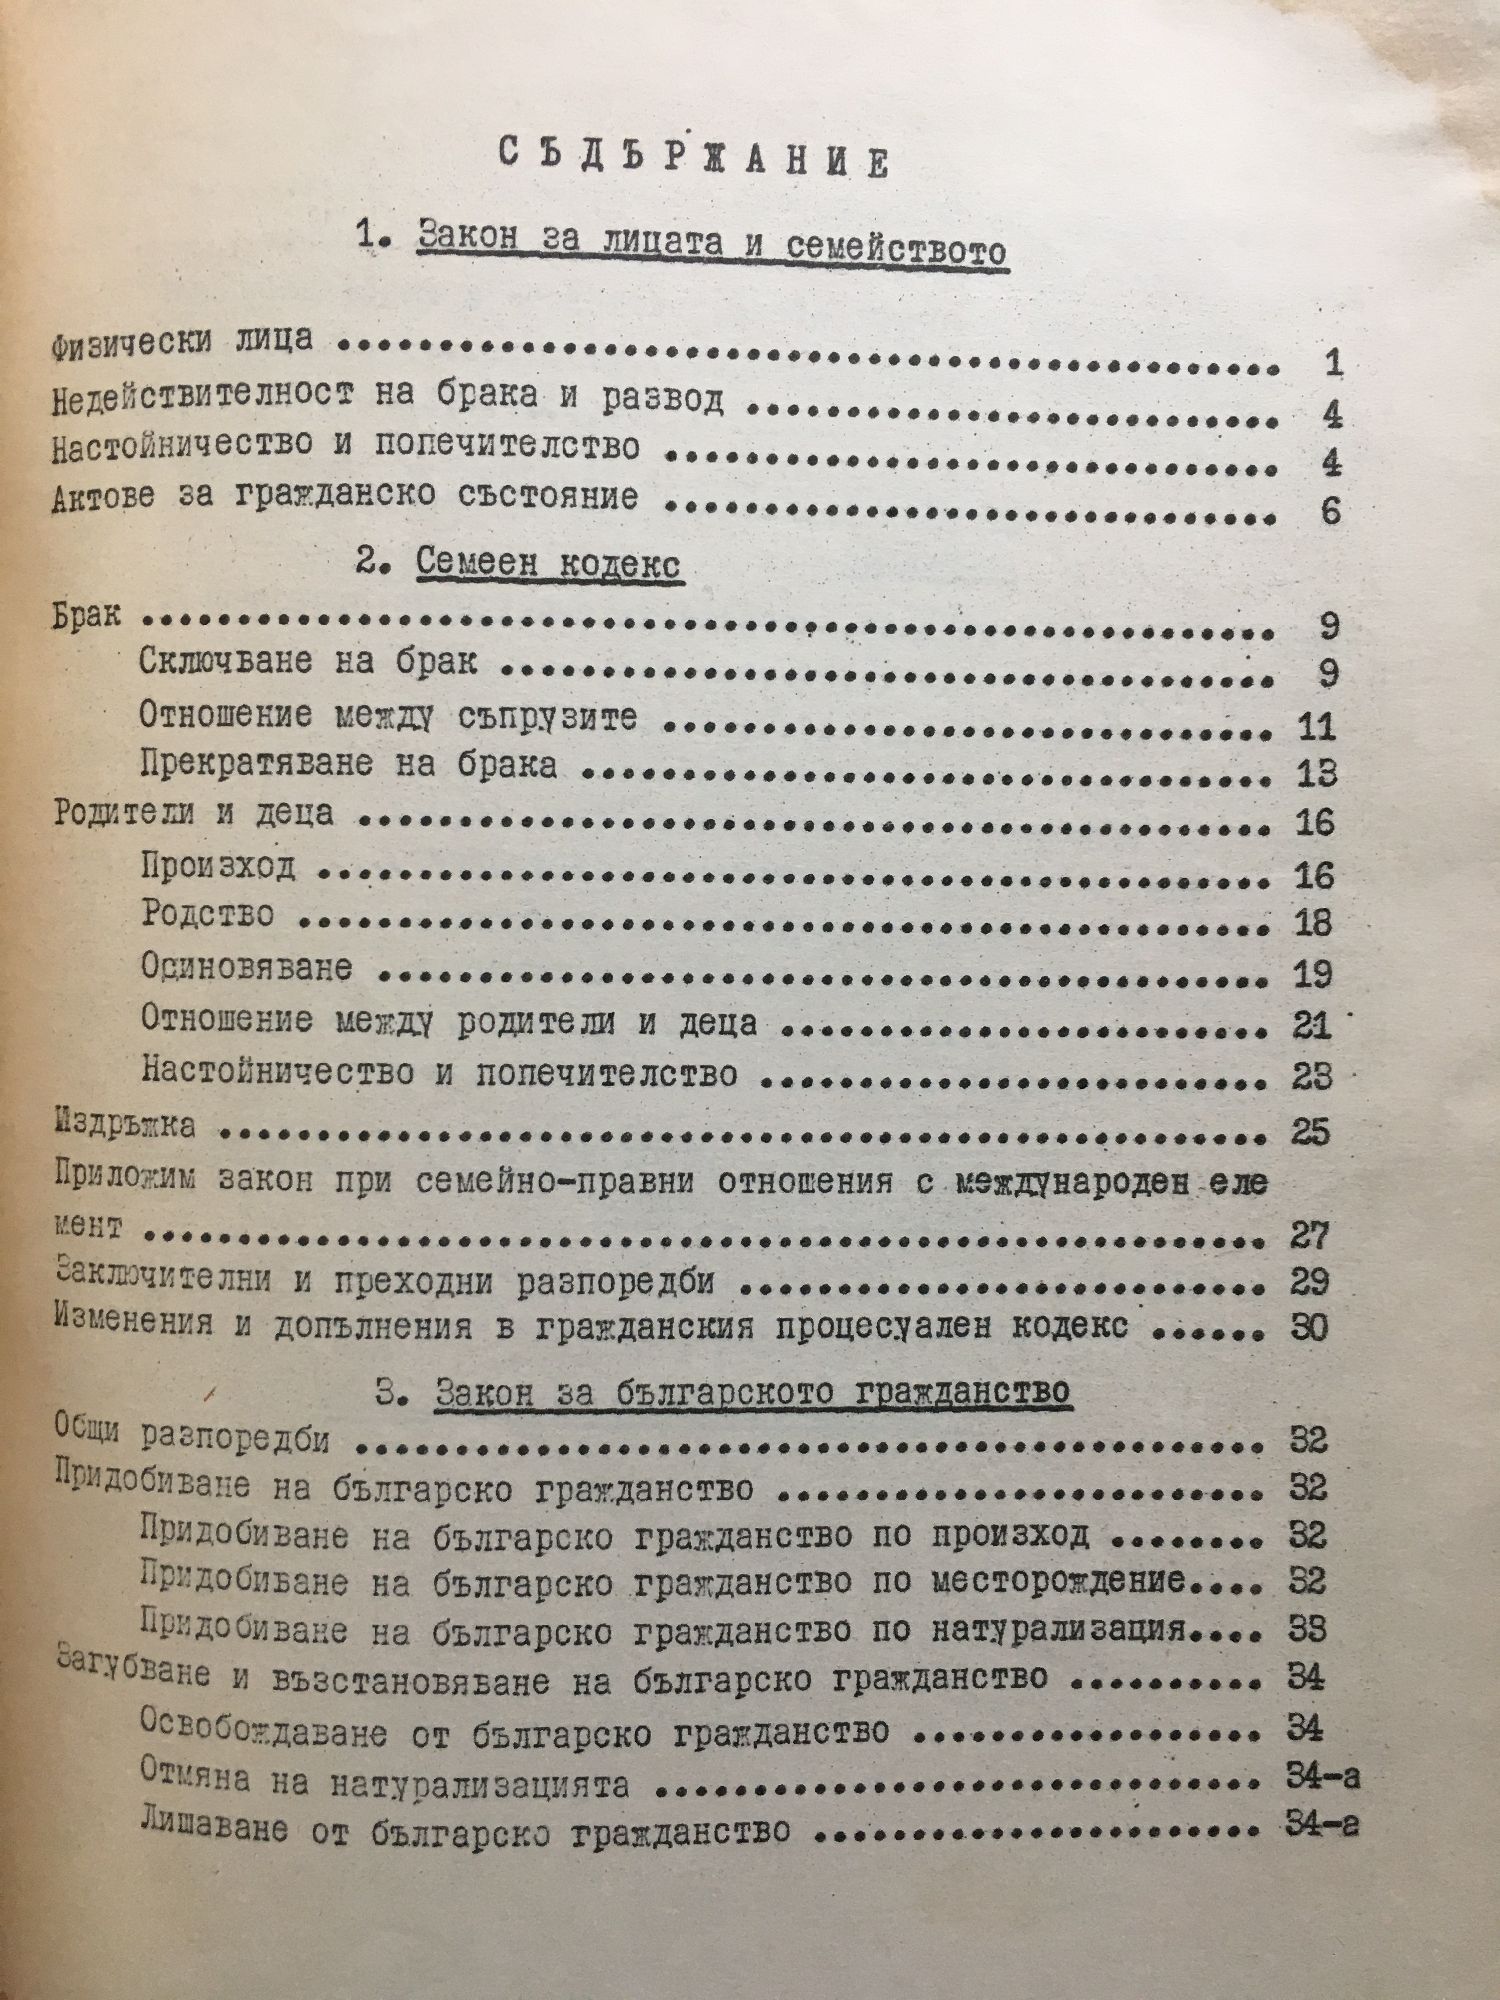 СЪДЪРЖАНИЕ
1. Закон за лицата и семейството
Физически лица ............................................... 1
Недействителност на брака и развод ........................... 4
Настойничество и попечителство ............................... 4
Актове за гражданско състояние ............................... 6
2. Семеен кодекс
Брак ......................................................... 9
Сключване на брак ....................................... 9
Отношение между съпрузите ............................... 11
Прекратяване на брака ................................... 13
Родители и деца .............................................. 16
Произход ................................................ 16
Родство ................................................. 18
Осиновяване ............................................. 19
Отношение между родители и деца ......................... 21
Настойничество и попечителство .......................... 23
Издръжка ..................................................... 25
Приложим закон при семейно-правни отношения с международен еле
мент ......................................................... 27
Заключителни и преходни разпоредби ........................... 29
Изменения и допълнения в гражданския процесуален кодекс ...... 30
3. Закон за българското гражданство
Общи разпоредби .............................................. 32
Придобиване на българско гражданство ......................... 32
Придобиване на българско гражданство по произход ........ 32
Придобиване на българско гражданство по месторождение.... 32
Придобиване на българско гражданство по натурализация.... 33
Загубване и възстановяване на българско гражданство .......... 34
Освобождаване от българско гражданство .................. 34
Отмяна на натурализацията ............................... 34-а
Лишаване от българско гражданство ....................... 34-а